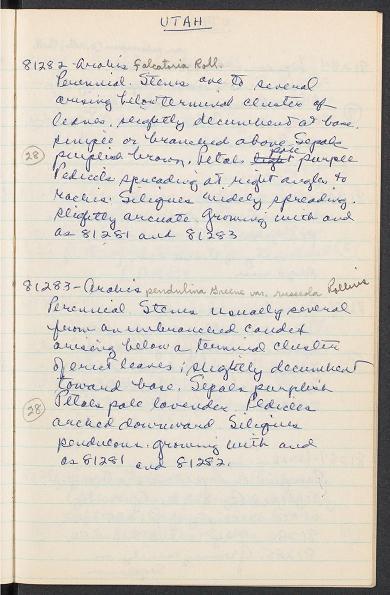 UTAH
81282 - Arabis falcatoria Roll.
Perennial. Stems one to several
arising below terminal cluster of
leaves, slightly decumbent at base.
simple or branched above. Sepals
28 purplish brown, Petals light pale purple
Pedicels spreading at right angles to
rachis. Siliques widely spreading.
slightly arcuate. Growing with and
as 81281 and 81283
81283 - Arabis pendulina Greene var. russeola Rollins
Perennial. Stems usually several
from an unbranched caudex
arising below a terminal cluster
of erect leaves; slightly decumbent
toward base. Sepals purplish
28 Petals pale lavender. Pedicels
arched downward Siliques
pendulous. growing with and
as 81281 and 81282.